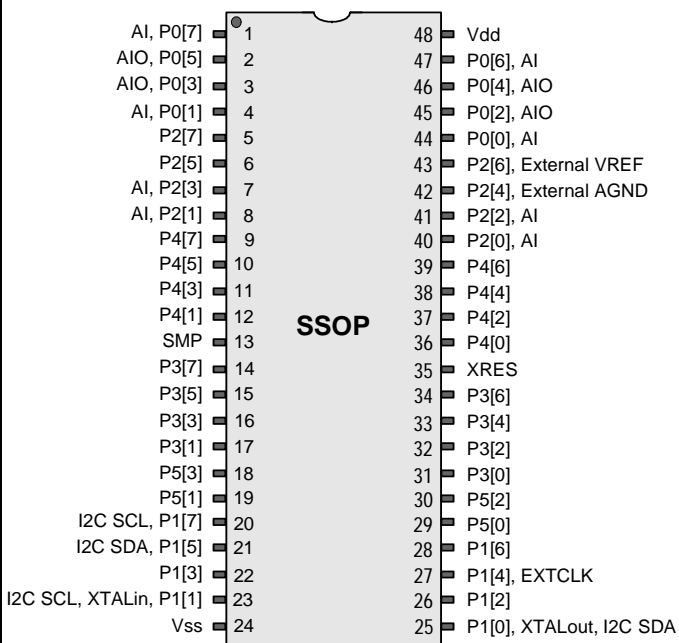 AI, P0[7] 1 48 Vdd
AIO, P0[5] 2 47 P0[6], AI
AIO, P0[3] 3 46 P0[4], AIO
AI, P0[1] 4 45 P0[2], AIO
P2[7] 5 44 P0[0], AI
P2[5] 6 43 P2[6], External VREF
AI, P2[3] 7 42 P2[4], External AGND
AI, P2[1] 8 41 P2[2], AI
P4[7] 9 40 P2[0], AI
P4[5] 10 39 P4[6]
P4[3] 11 38 P4[4]
P4[1] 12 SSOP 37 P4[2]
SMP 13 36 P4[0]
P3[7] 14 35 XRES
P3[5] 15 34 P3[6]
P3[3] 16 33 P3[4]
P3[1] 17 32 P3[2]
P5[3] 18 31 P3[0]
P5[1] 19 30 P5[2]
I2C SCL, P1[7] 20 29 P5[0]
I2C SDA, P1[5] 21 28 P1[6]
P1[3] 22 27 P1[4], EXTCLK
I2C SCL, XTALin, P1[1] 23 26 P1[2]
Vss 24 25 P1[0], XTALout, I2C SDA